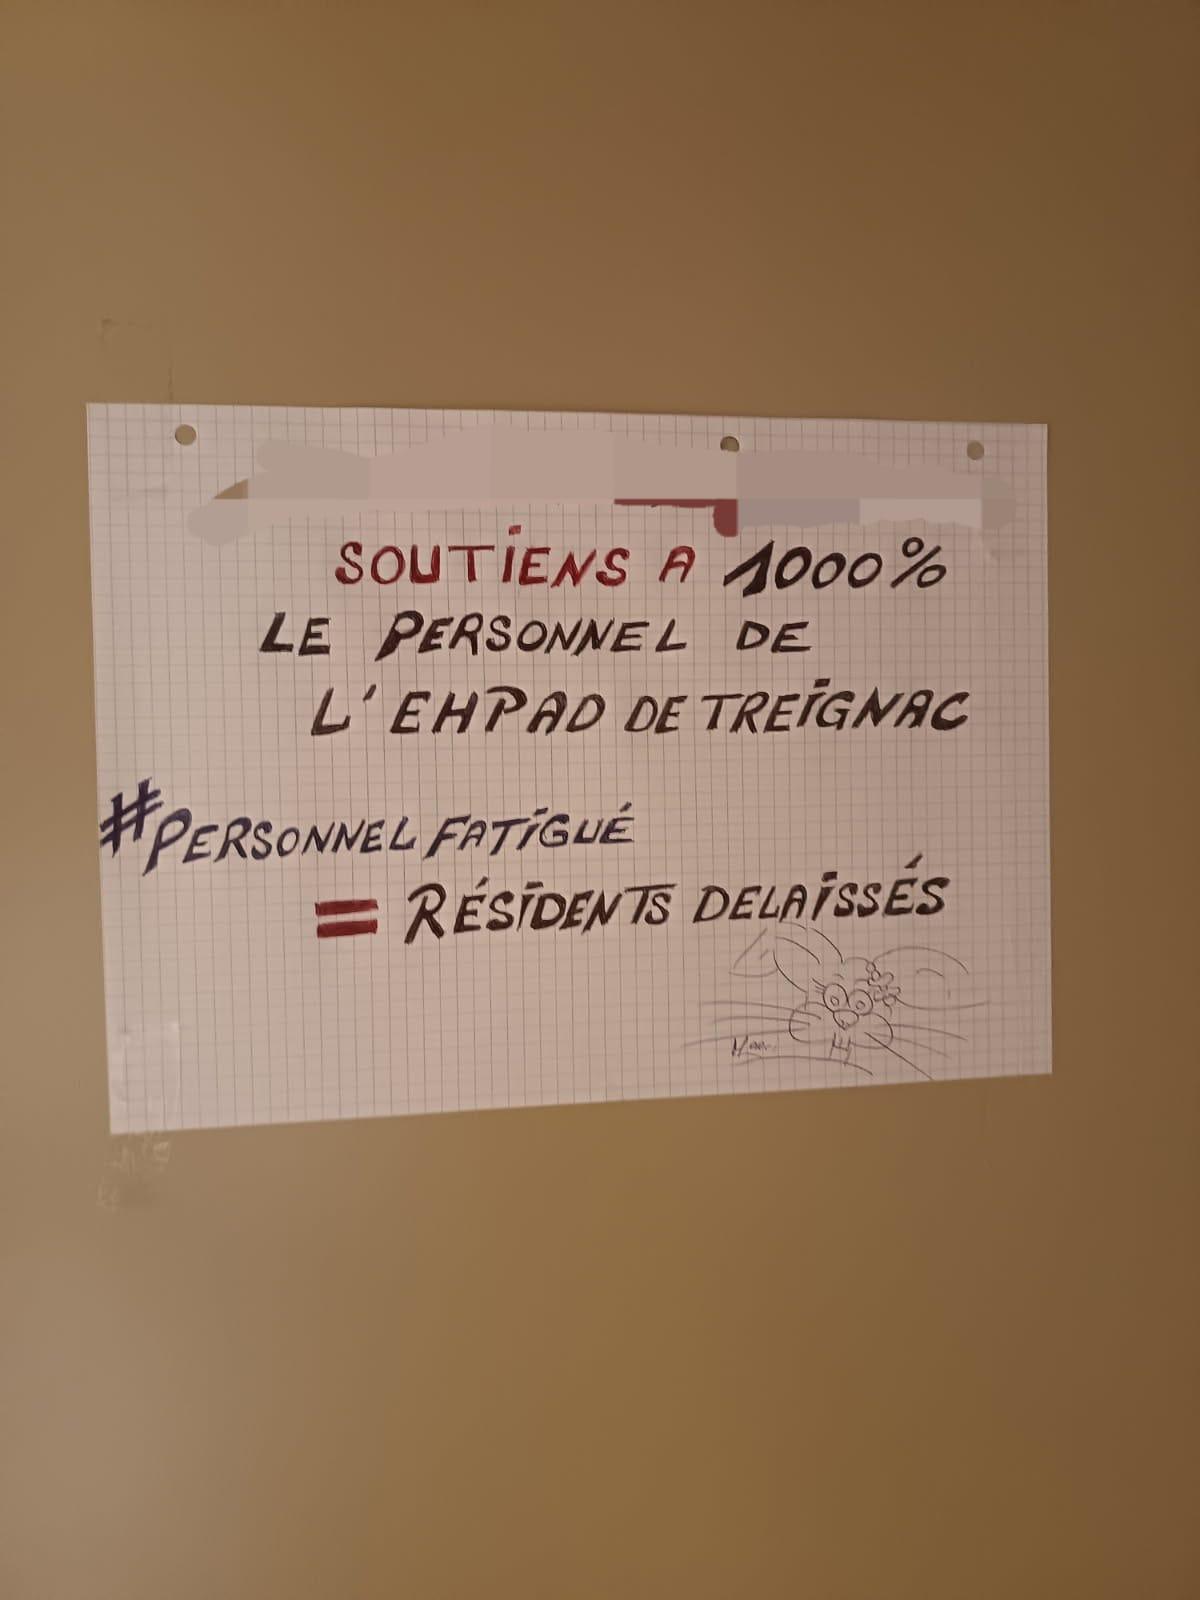 SOUTIENS A 1000%
LE PERSONNEL DE
L'EHPAD DE TREIGNAC
#PERSONNEL FATIGUÉ
= RÉSIDENTS DELAISSÉS